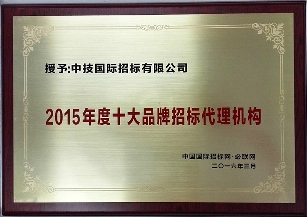 授予:中技国际招标有限公司
2015年度十大品牌招标代理机构
中国国际招标网·必联网
二〇一六年三月